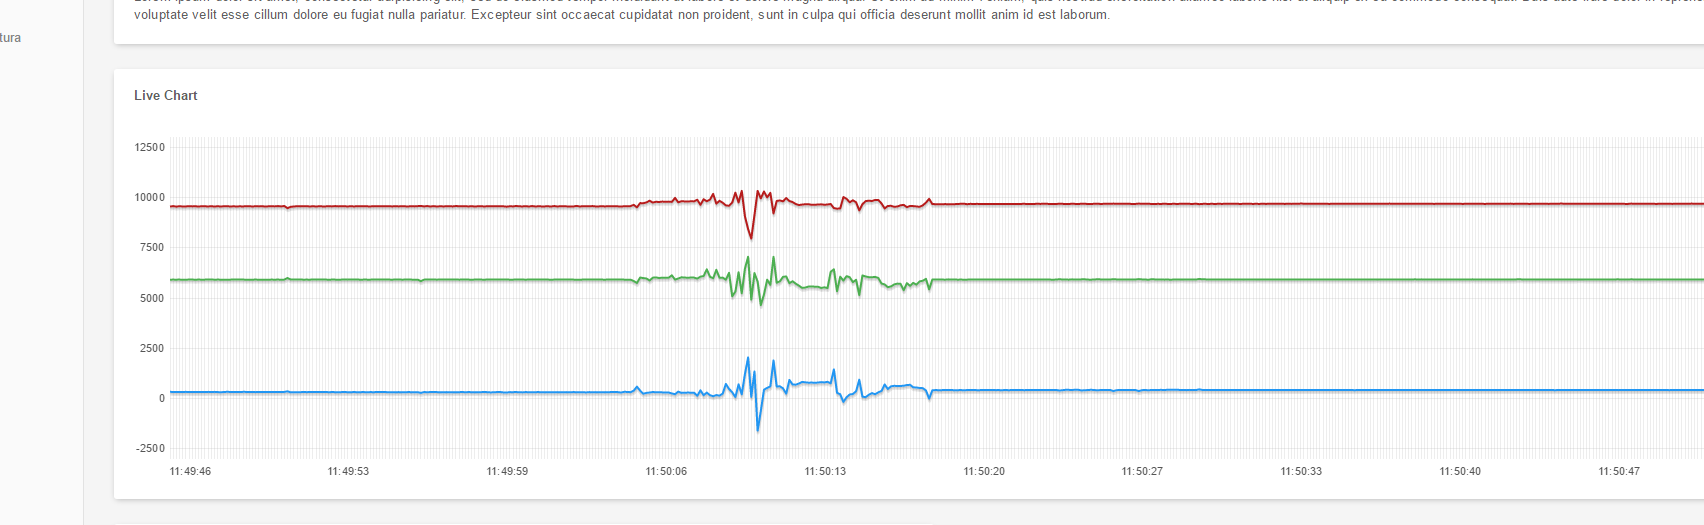 voluptate velit esse cillum dolore eu fugiat nulla pariatur. Excepteur sint occaecat cupidatat non proident, sunt in culpa qui officia deserunt mollit anim id est laborum.
tura
Live Chart
12500
10000
7500
5000
2500
0
-2500
11:49:46 11:49:53 11:49:59 11:50:06 11:50:13 11:50:20 11:50:27 11:50:33 11:50:40 11:50:47